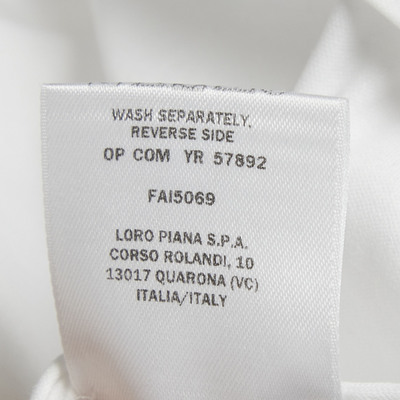 WASH SEPARATELY,
REVERSE SIDE
OP COM YR 57892
FAI5069
LORO PIANA S.P.A.
CORSO ROLANDI, 10
13017 QUARONA (VC)
ITALIA/ITALY